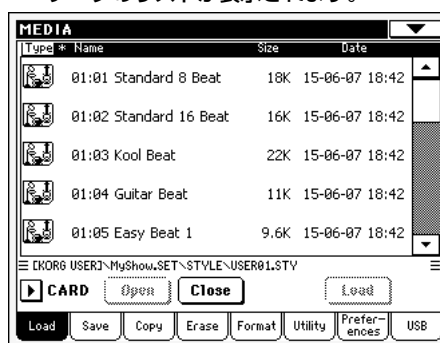 MEDIA
Type * Name Size Date
01:01 Standard 8 Beat 18K 15-06-07 18:42
01:02 Standard 16 Beat 16K 15-06-07 18:42
01:03 Kool Beat 22K 15-06-07 18:42
01:04 Guitar Beat 11K 15-06-07 18:42
01:05 Easy Beat 1 9.6K 15-06-07 18:42
[KORG USER]\MyShow.SET\STYLE\USER01.STY
CARD Open Close Load
Load Save Copy Erase Format Utility Prefer-ences USB